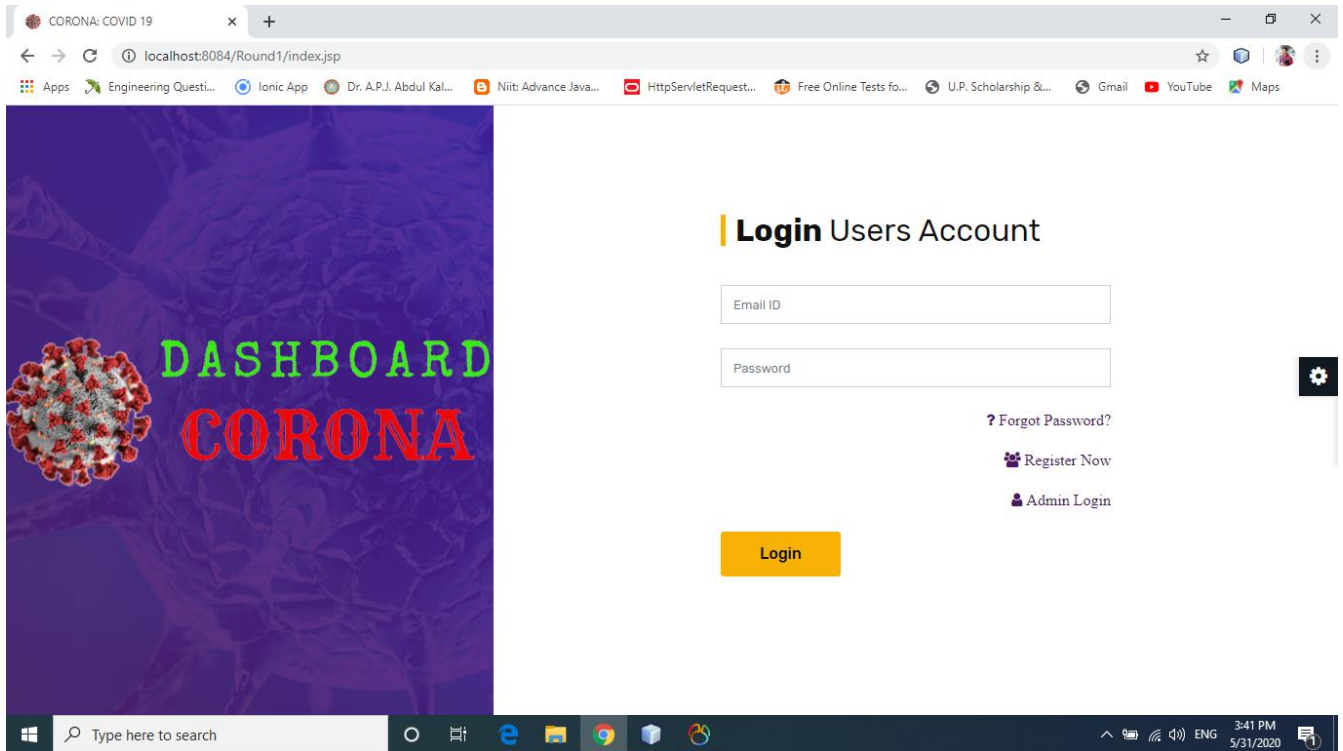 CORONA: COVID 19
localhost:8084/Round1/index.jsp
Apps Engineering Questi... Ionic App Dr. A.P.J. Abdul Kal... Niit: Advance Java... HttpServletRequest... Free Online Tests fo... U.P. Scholarship &... Gmail YouTube Maps
DASHBOARD
CORONA
Login Users Account
Email ID
Password
? Forgot Password?
Register Now
Admin Login
Login
Type here to search
ENG
3:41 PM
5/31/2020
1